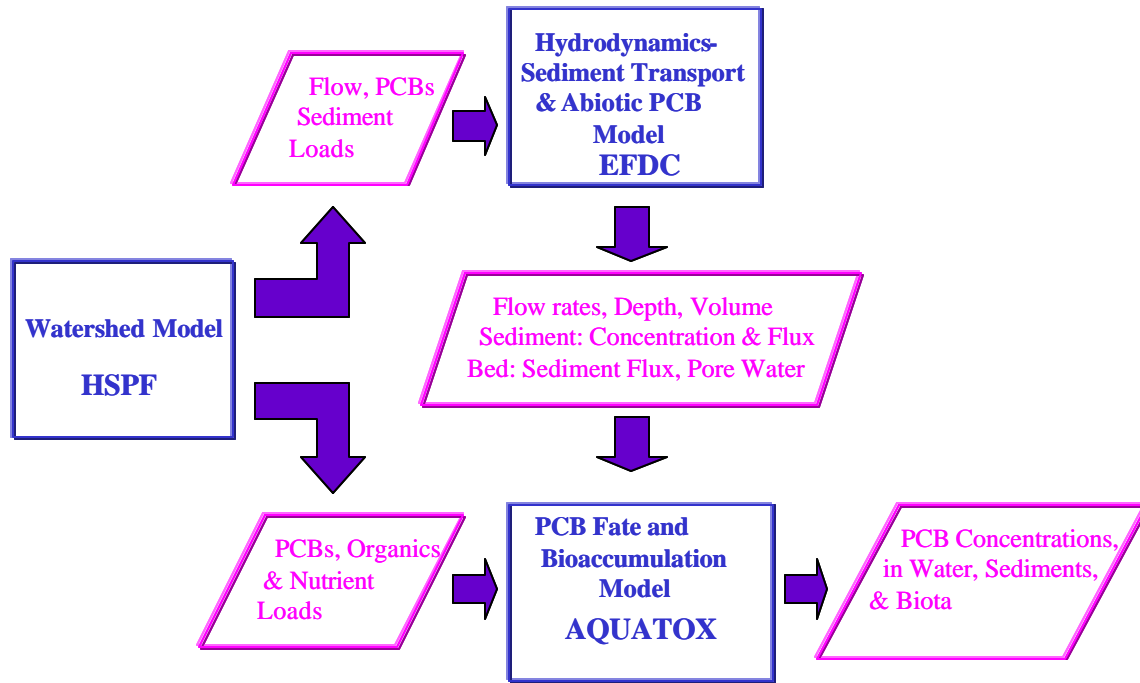 Hydrodynamics-
Sediment Transport
& Abiotic PCB
Model
EFDC
Flow, PCBs
Sediment
Loads
Watershed Model
HSPF
Flow rates, Depth, Volume
Sediment: Concentration & Flux
Bed: Sediment Flux, Pore Water
PCBs, Organics
& Nutrient
Loads
PCB Fate and
Bioaccumulation
Model
AQUATOX
PCB Concentrations,
in Water, Sediments,
& Biota